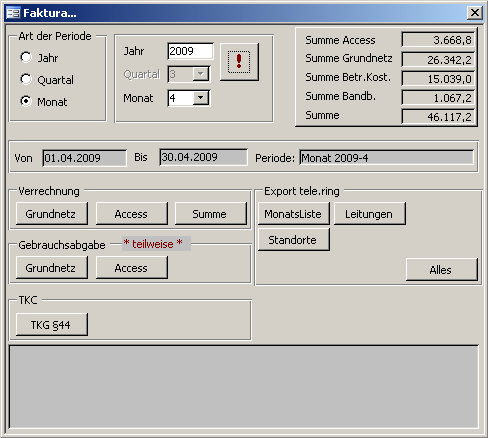 Faktura...
Art der Periode
Jahr
Quartal
Monat
Jahr 2009
Quartal 3
Monat 4
!
Summe Access 3.668,8
Summe Grundnetz 26.342,2
Summe Betr.Kost. 15.039,0
Summe Bandb. 1.067,2
Summe 46.117,2
Von 01.04.2009 Bis 30.04.2009 Periode: Monat 2009-4
Verrechnung
Grundnetz Access Summe
Export tele.ring
MonatsListe Leitungen
Standorte
Alles
Gebrauchsabgabe * teilweise *
Grundnetz Access
TKC
TKG §44